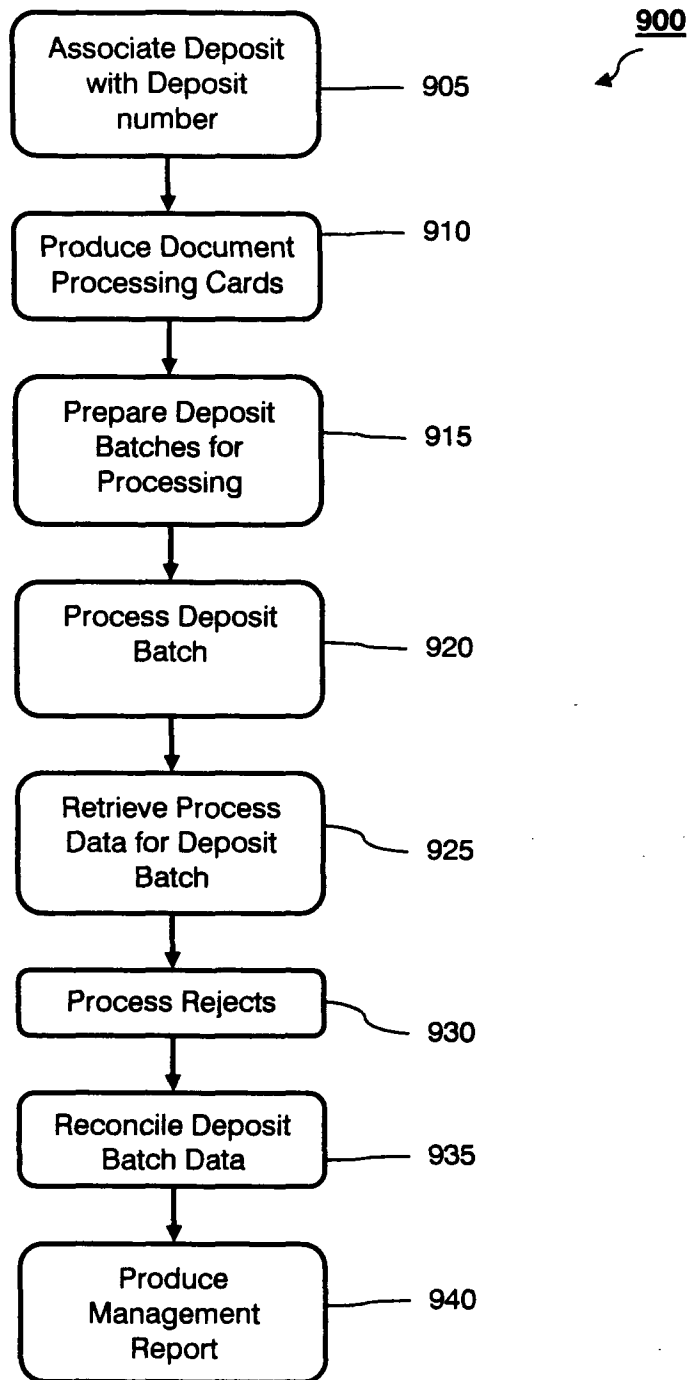 900
Associate Deposit
with Deposit
number
905
Produce Document
Processing Cards
910
Prepare Deposit
Batches for
Processing
915
Process Deposit
Batch
920
Retrieve Process
Data for Deposit
Batch
925
Process Rejects
930
Reconcile Deposit
Batch Data
935
Produce
Management
Report
940